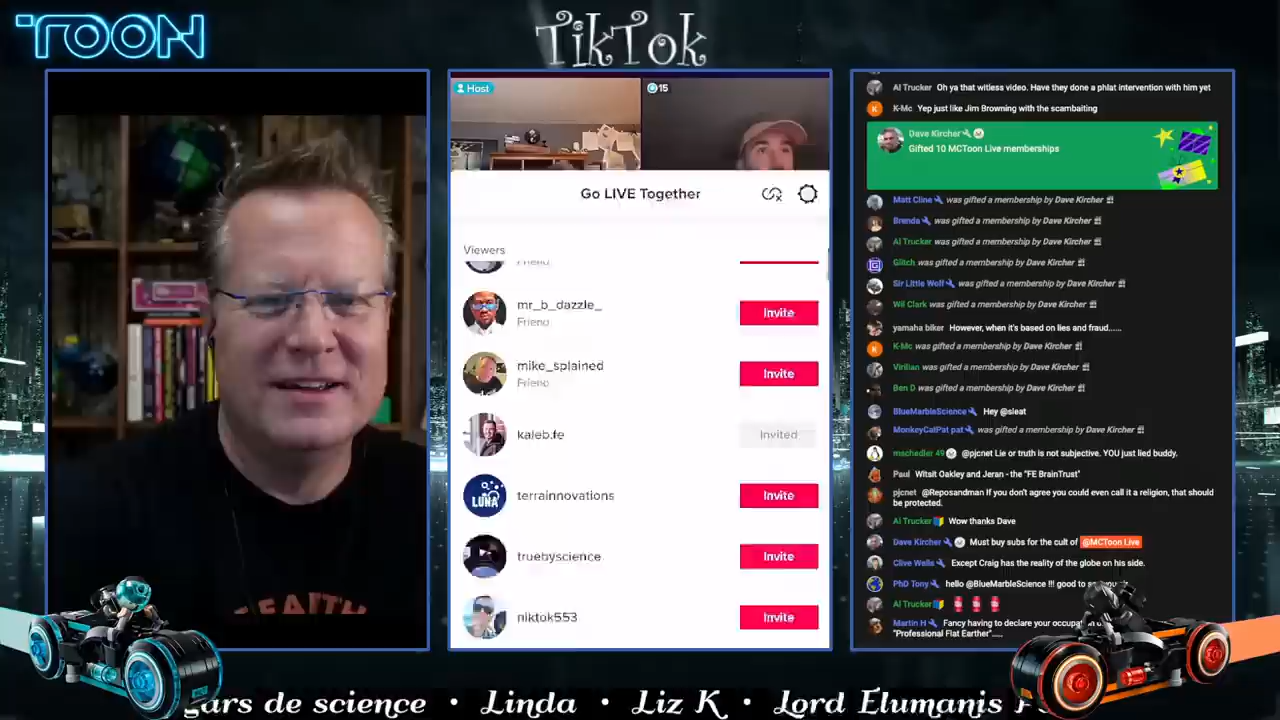 TOON
TikTok
Host
15
Go LIVE Together
Viewers
Friend
mr_b_dazzle_
Friend
Invite
mike_splained
Friend
Invite
kaleb.fe
Invited
terrainnovations
Invite
LUNA
truebyscience
Invite
niktok553
Invite
Al Trucker Oh ya that witless video. Have they done a phlat intervention with him yet
K-Mc Yep just like Jim Browning with the scambaiting
Dave Kircher
Gifted 10 MCToon Live memberships
Matt Cline was gifted a membership by Dave Kircher
Brenda was gifted a membership by Dave Kircher
Al Trucker was gifted a membership by Dave Kircher
Glitch was gifted a membership by Dave Kircher
Sir Little Wolf was gifted a membership by Dave Kircher
Wil Clark was gifted a membership by Dave Kircher
yamaha biker However, when it's based on lies and fraud......
K-Mc was gifted a membership by Dave Kircher
Virilian was gifted a membership by Dave Kircher
Ben D was gifted a membership by Dave Kircher
BlueMarbleScience Hey @sleat
MonkeyCatPat pat was gifted a membership by Dave Kircher
mschedler 49 @pjcnet Lie or truth is not subjective. YOU just lied buddy.
Paul Witsit Oakley and Jeran - the "FE BrainTrust"
pjcnet @Reposandman If you don't agree you could even call it a religion, that should
be protected.
Al Trucker Wow thanks Dave
Dave Kircher Must buy subs for the cult of @MCToon Live
Clive Wells Except Craig has the reality of the globe on his side.
PhD Tony hello @BlueMarbleScience !!! good to
Al Trucker
Martin H Fancy having to declare your
"Professional Flat Earther".....
gars de science • Linda • Liz K • Lord Elumanis